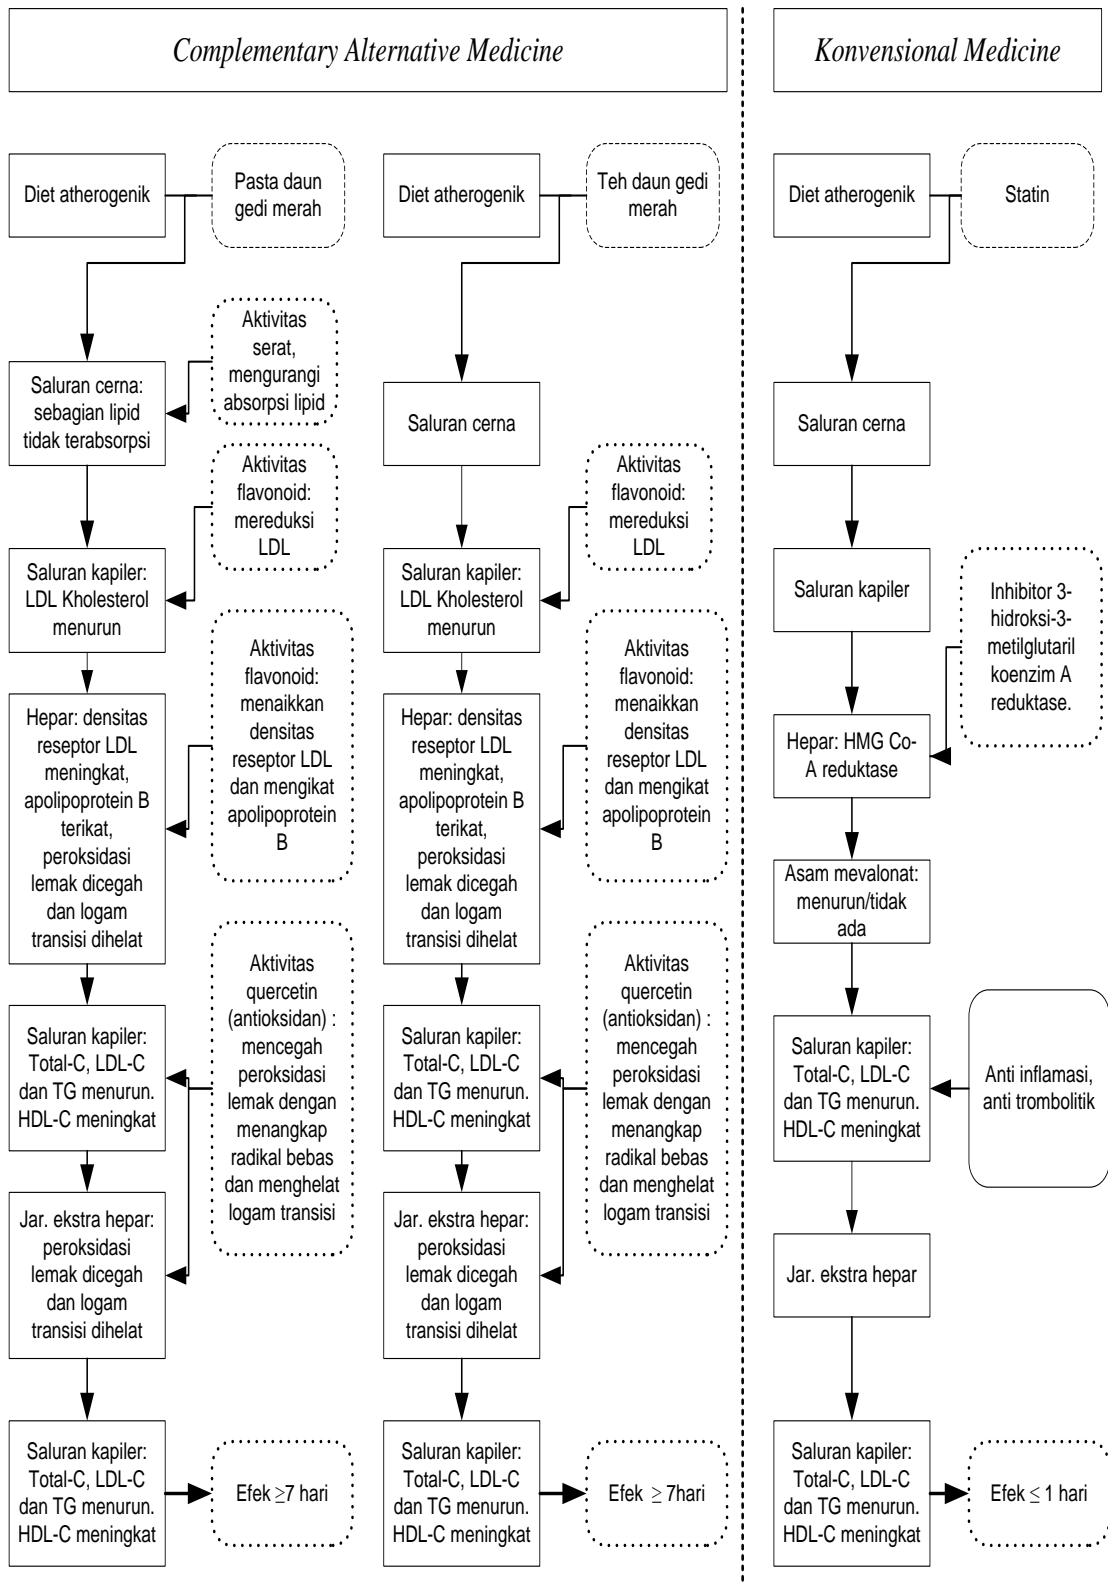 Complementary Alternative Medicine
Konvensional Medicine
Diet atherogenik
Pasta daun
gedi merah
Saluran cerna:
sebagian lipid
tidak terabsorpsi
Aktivitas
serat,
mengurangi
absorpsi lipid
Saluran kapiler:
LDL Kholesterol
menurun
Aktivitas
flavonoid:
mereduksi
LDL
Hepar: densitas
reseptor LDL
meningkat,
apolipoprotein B
terikat,
peroksidasi
lemak dicegah
dan logam
transisi dihelat
Aktivitas
flavonoid:
menaikkan
densitas
reseptor LDL
dan mengikat
apolipoprotein
B
Saluran kapiler:
Total-C, LDL-C
dan TG menurun.
HDL-C meningkat
Aktivitas
quercetin
(antioksidan) :
mencegah
peroksidasi
lemak dengan
menangkap
radikal bebas
dan menghelat
logam transisi
Jar. ekstra hepar:
peroksidasi
lemak dicegah
dan logam
transisi dihelat
Saluran kapiler:
Total-C, LDL-C
dan TG menurun.
HDL-C meningkat
Efek ≥7 hari
Diet atherogenik
Teh daun gedi
merah
Saluran cerna
Saluran kapiler:
LDL Kholesterol
menurun
Aktivitas
flavonoid:
mereduksi
LDL
Hepar: densitas
reseptor LDL
meningkat,
apolipoprotein B
terikat,
peroksidasi
lemak dicegah
dan logam
transisi dihelat
Aktivitas
flavonoid:
menaikkan
densitas
reseptor LDL
dan mengikat
apolipoprotein
B
Saluran kapiler:
Total-C, LDL-C
dan TG menurun.
HDL-C meningkat
Aktivitas
quercetin
(antioksidan) :
mencegah
peroksidasi
lemak dengan
menangkap
radikal bebas
dan menghelat
logam transisi
Jar. ekstra hepar:
peroksidasi
lemak dicegah
dan logam
transisi dihelat
Saluran kapiler:
Total-C, LDL-C
dan TG menurun.
HDL-C meningkat
Efek ≥ 7hari
Diet atherogenik
Statin
Saluran cerna
Saluran kapiler
Inhibitor 3-
hidroksi-3-
metilglutaril
koenzim A
reduktase.
Hepar: HMG Co-
A reduktase
Asam mevalonat:
menurun/tidak
ada
Saluran kapiler:
Total-C, LDL-C
dan TG menurun.
HDL-C meningkat
Anti inflamasi,
anti trombolitik
Jar. ekstra hepar
Saluran kapiler:
Total-C, LDL-C
dan TG menurun.
HDL-C meningkat
Efek ≤ 1 hari